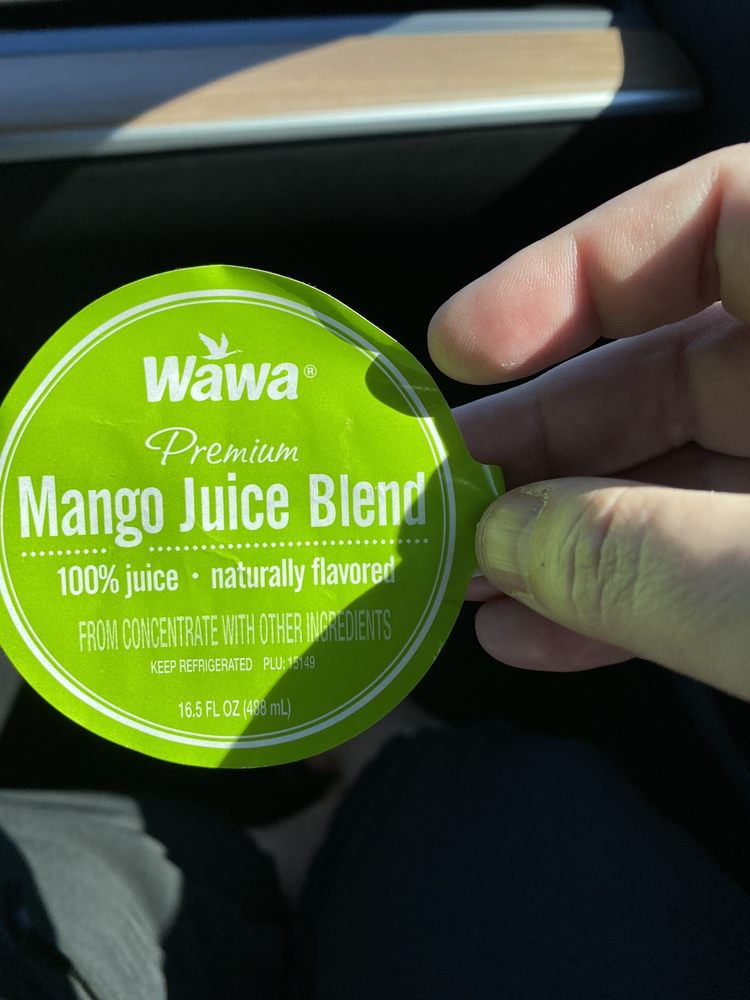 Wawa®
Premium
Mango Juice Blend
100% juice • naturally flavored
FROM CONCENTRATE WITH OTHER INGREDIENTS
KEEP REFRIGERATED PLU: 15149
16.5 FL OZ (488 mL)